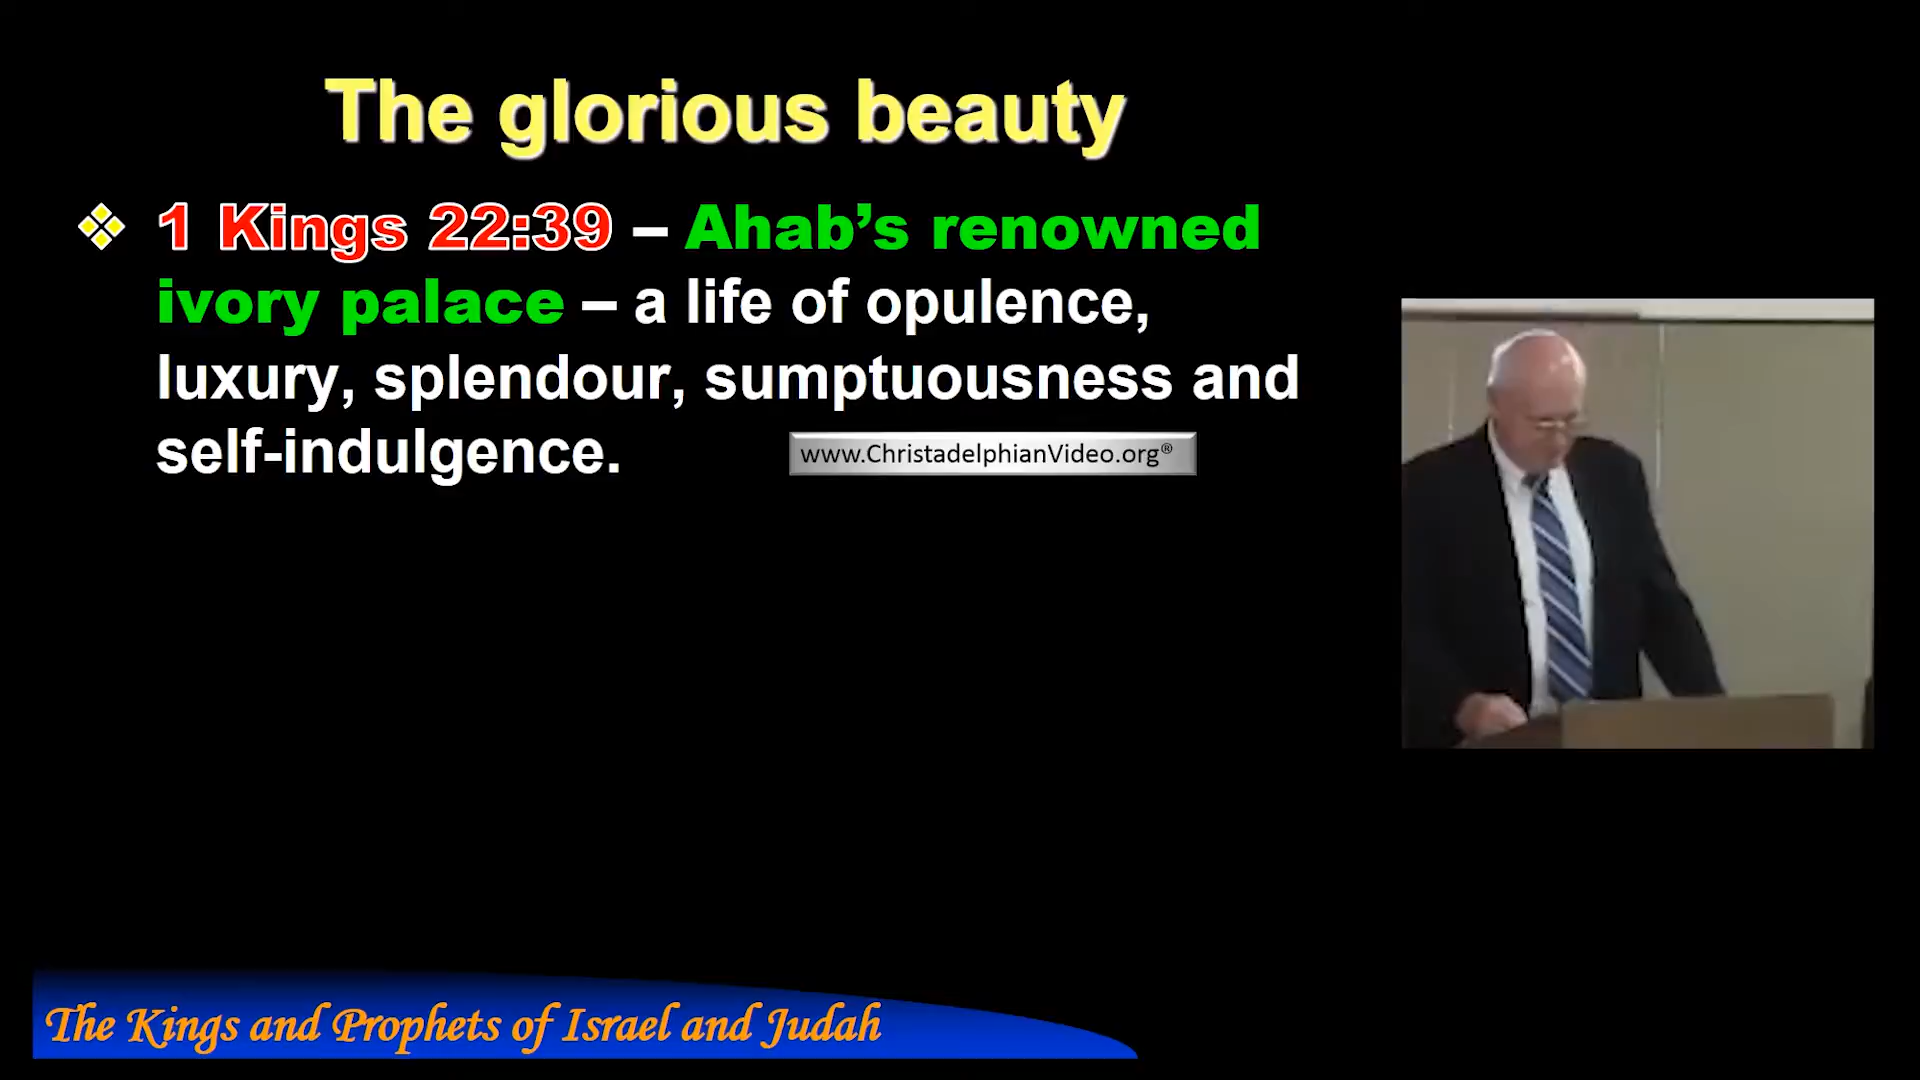 The glorious beauty
❖ 1 Kings 22:39 – Ahab’s renowned
ivory palace – a life of opulence,
luxury, splendour, sumptuousness and
self-indulgence.
www.ChristadelphianVideo.org®
The Kings and Prophets of Israel and Judah